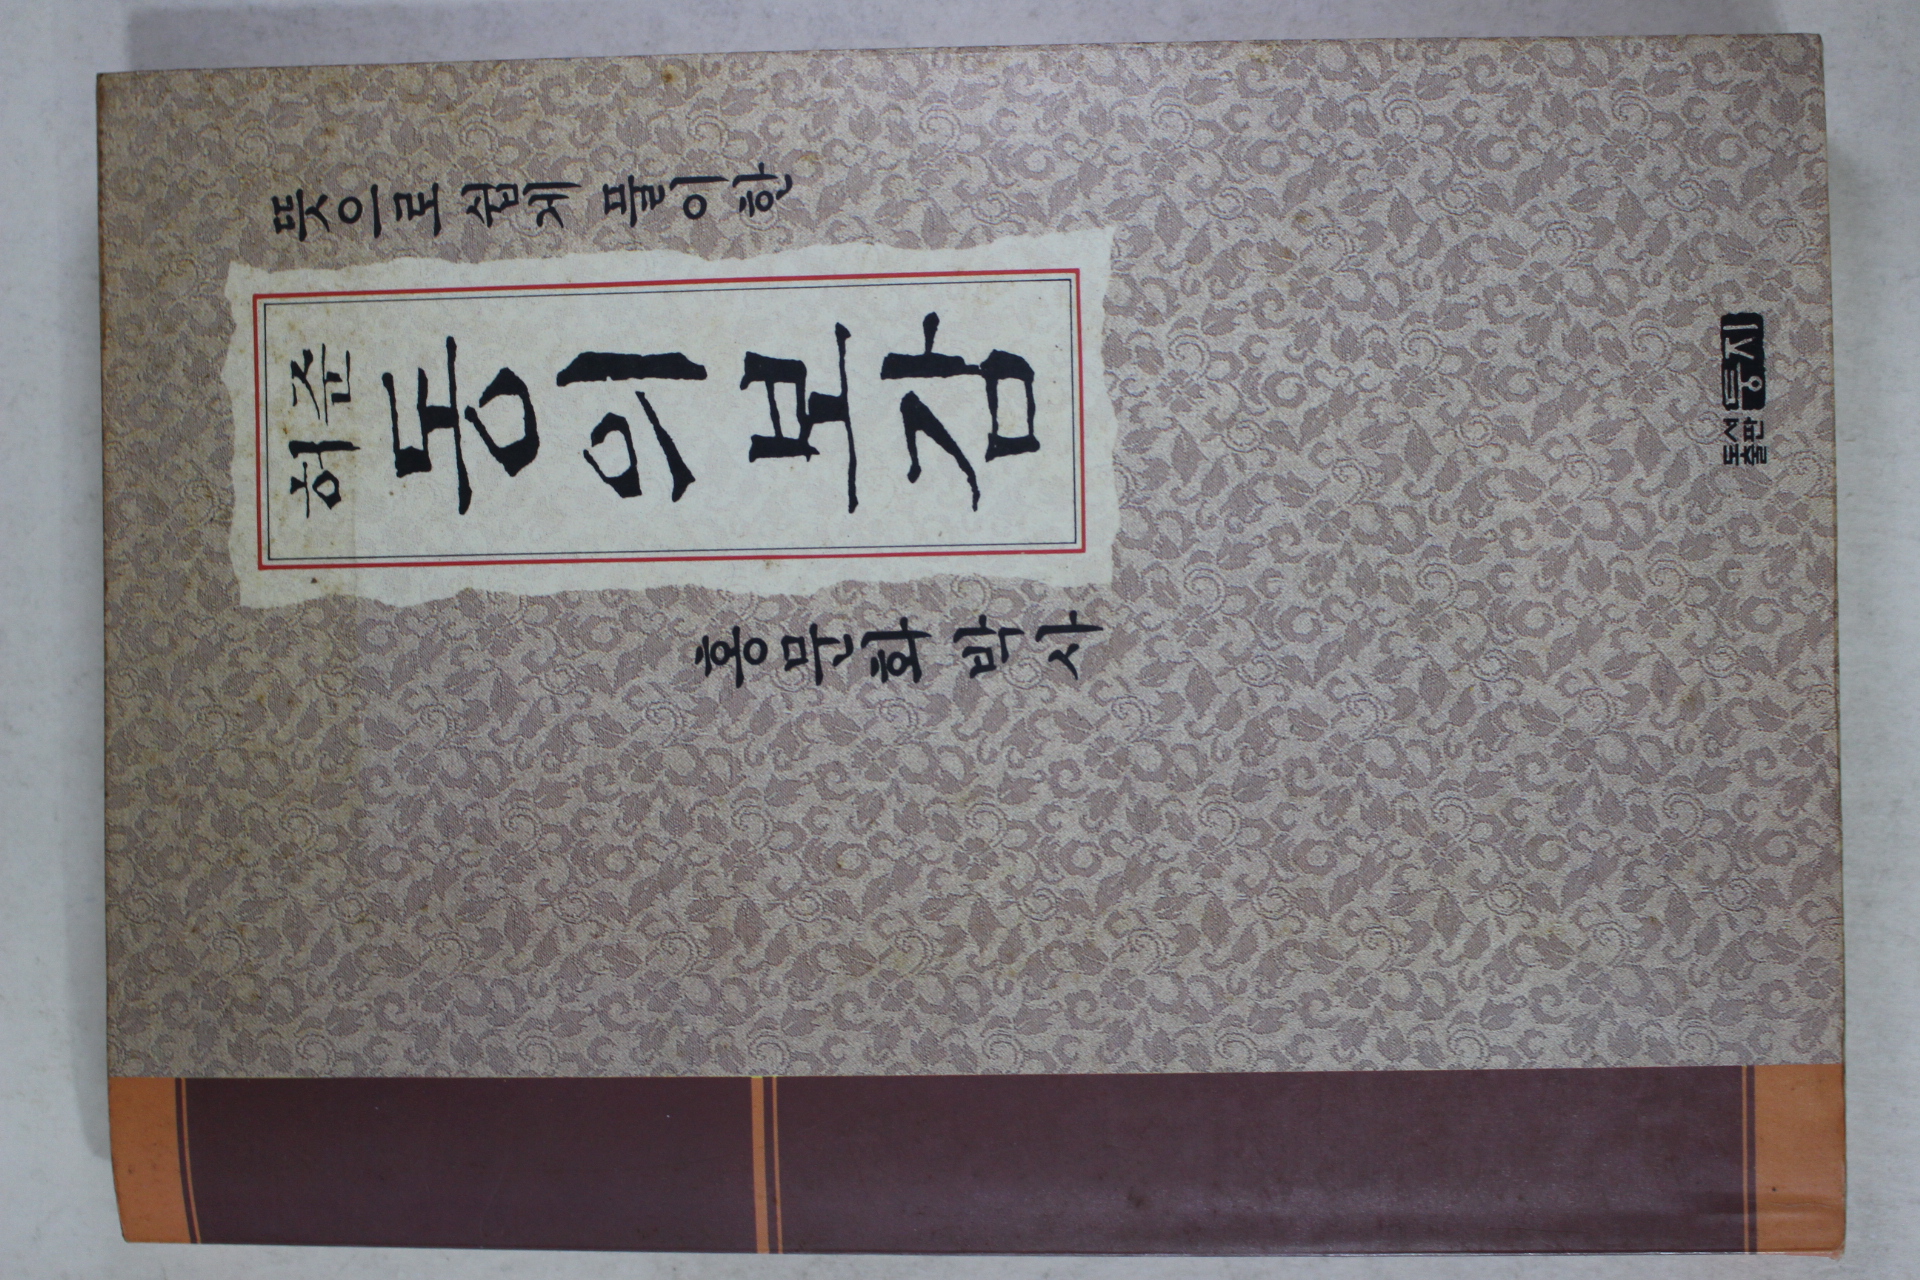 뜻으로 쉽게 풀이한
허준
동의보감
홍문화 박사
도서
출판
둥지